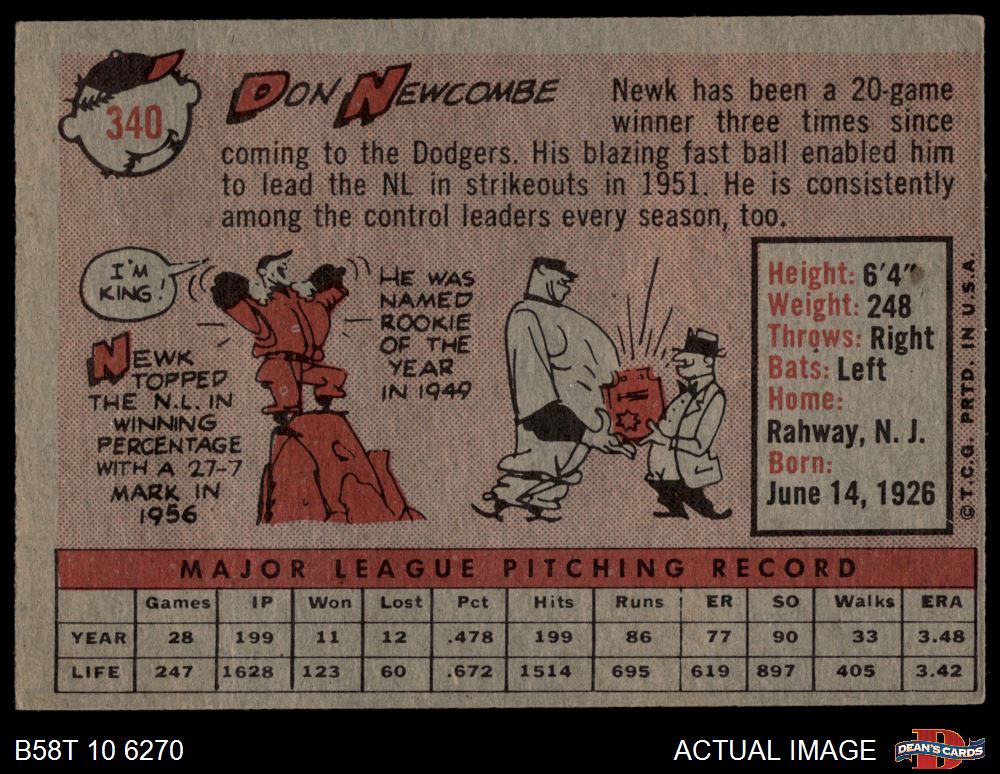 340
DON NEWCOMBE
Newk has been a 20-game
winner three times since
coming to the Dodgers. His blazing fast ball enabled him
to lead the NL in strikeouts in 1951. He is consistently
among the control leaders every season, too.
I'M
KING!
NEWK
TOPPED
THE N.L. IN
WINNING
PERCENTAGE
WITH A 27-7
MARK IN
1956
HE WAS
NAMED
ROOKIE
OF THE
YEAR
IN 1949
Height: 6'4"
Weight: 248
Throws: Right
Bats: Left
Home:
Rahway, N. J.
Born:
June 14, 1926
©T.C.G. PRTD. IN U.S.A.
MAJOR LEAGUE PITCHING RECORD
Games IP Won Lost Pct Hits Runs ER SO Walks ERA
YEAR 28 199 11 12 .478 199 86 77 90 33 3.48
LIFE 247 1628 123 60 .672 1514 695 619 897 405 3.42
B58T 10 6270
ACTUAL IMAGE
DEAN'S CARDS